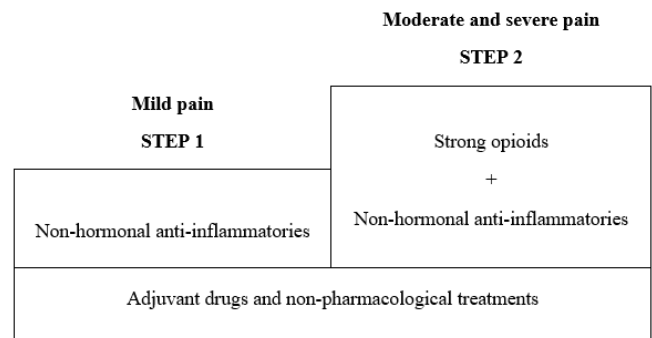 Moderate and severe pain
STEP 2
Mild pain
STEP 1
Strong opioids
+
Non-hormonal anti-inflammatories
Non-hormonal anti-inflammatories
Adjuvant drugs and non-pharmacological treatments